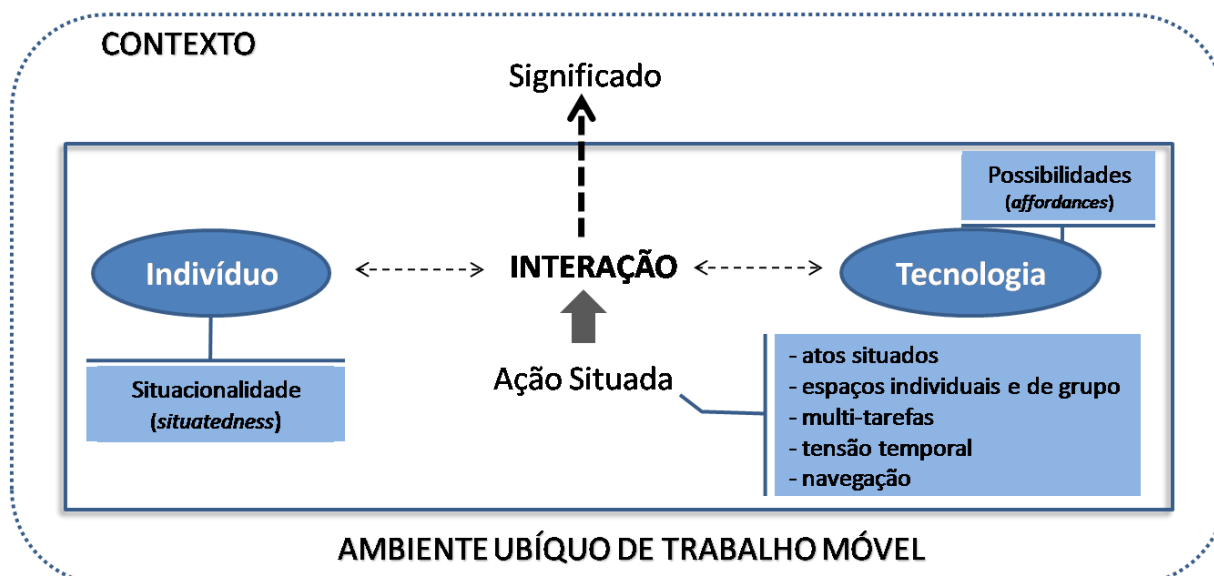 CONTEXTO
Significado
Possibilidades
(affordances)
Indivíduo
INTERAÇÃO
Tecnologia
Situacionalidade
(situatedness)
Ação Situada
- atos situados
- espaços individuais e de grupo
- multi-tarefas
- tensão temporal
- navegação
AMBIENTE UBÍQUO DE TRABALHO MÓVEL